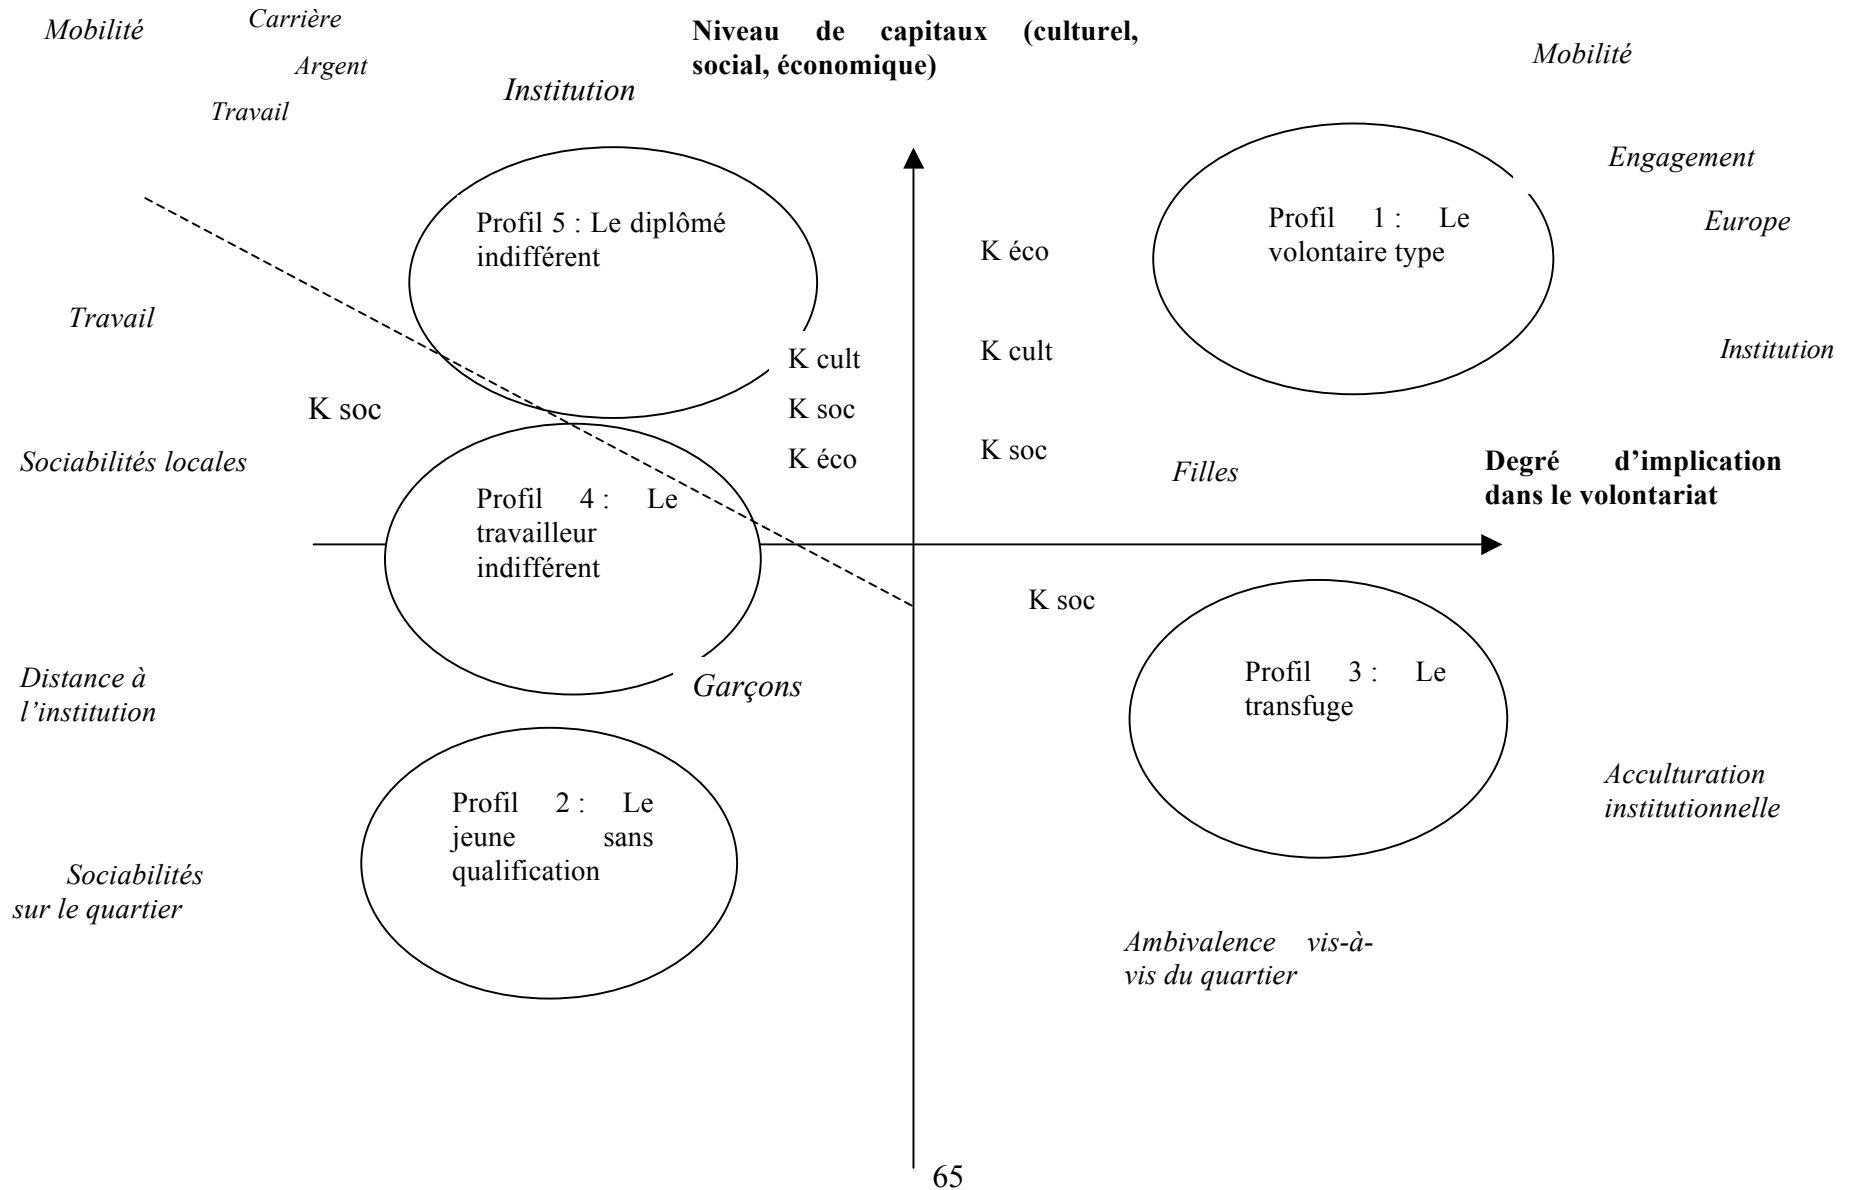 Mobilité
Carrière
Argent
Travail
Institution
Niveau de capitaux (culturel,
social, économique)
Mobilité
Engagement
Europe
Institution
Profil 5 : Le diplômé
indifférent
K éco
K cult
K soc
Profil 1 : Le
volontaire type
Travail
K soc
K cult
K soc
K éco
Sociabilités locales
Filles
Degré d’implication
dans le volontariat
Profil 4 : Le
travailleur
indifférent
K soc
Distance à
l’institution
Garçons
Profil 3 : Le
transfuge
Acculturation
institutionnelle
Profil 2 : Le
jeune sans
qualification
Sociabilités
sur le quartier
Ambivalence vis-à-
vis du quartier
65